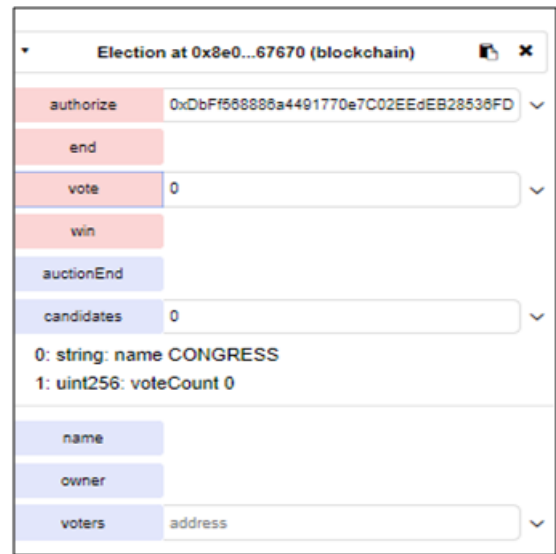 Election at 0x8e0...67670 (blockchain)
authorize 0xDbFf568886a4491770e7C02EEdEB28536FD
end
vote 0
win
auctionEnd
candidates 0
0: string: name CONGRESS
1: uint256: voteCount 0
name
owner
voters address